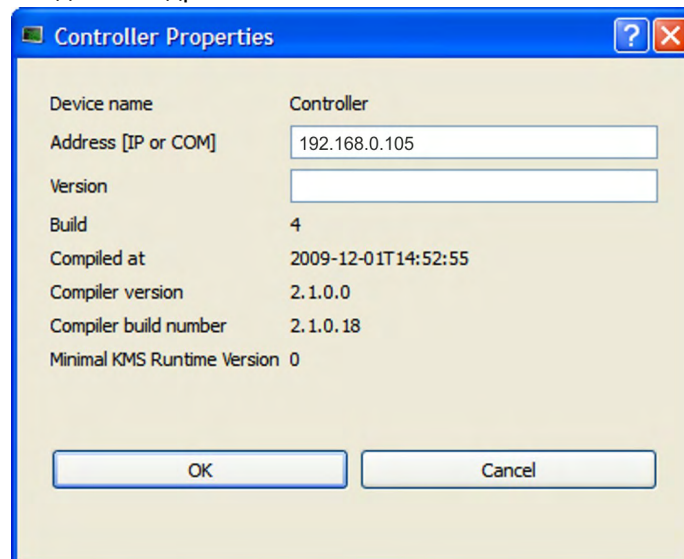 Controller Properties
Device name Controller
Address [IP or COM] 192.168.0.105
Version
Build 4
Compiled at 2009-12-01T14:52:55
Compiler version 2.1.0.0
Compiler build number 2.1.0.18
Minimal KMS Runtime Version 0
OK Cancel